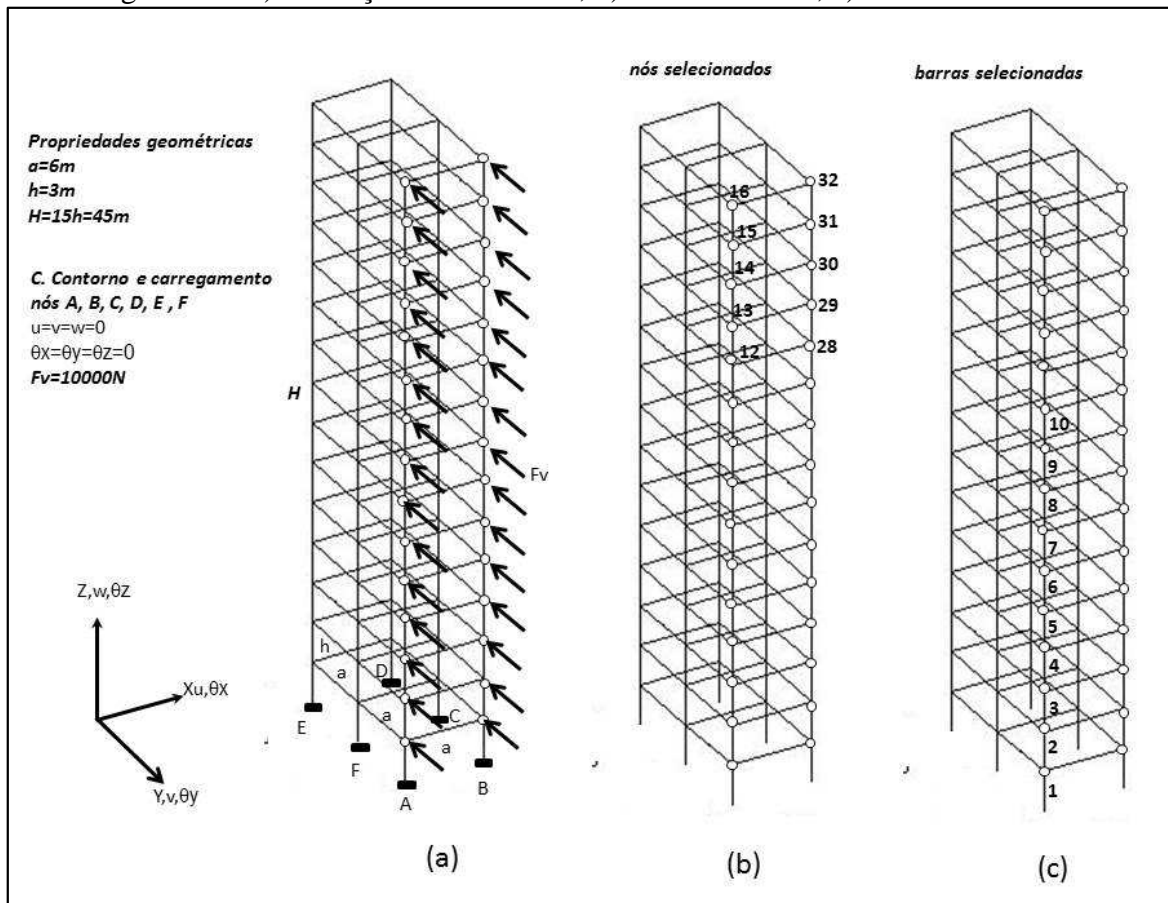 nós selecionados
barras selecionadas
Propriedades geométricas
a=6m
h=3m
H=15h=45m
C. Contorno e carregamento
nós A, B, C, D, E , F
u=v=w=0
θx=θy=θz=0
Fv=10000N
H
Fv
Z,w,θz
Xu,θx
Y,v,θy
h
a
a
a
D
C
E
F
A
B
(a)
16
32
15
31
14
30
13
29
12
28
(b)
10
9
8
7
6
5
4
3
2
1
(c)